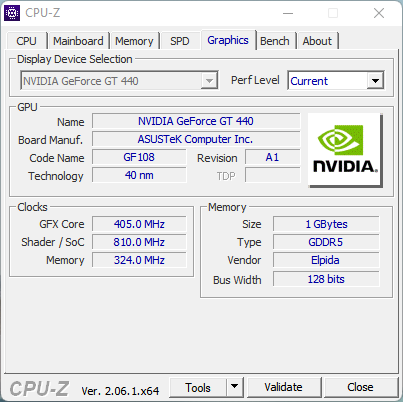 CPU-Z
CPU Mainboard Memory SPD Graphics Bench About
Display Device Selection
NVIDIA GeForce GT 440 Perf Level Current
GPU
Name NVIDIA GeForce GT 440
Board Manuf. ASUSTeK Computer Inc.
Code Name GF108 Revision A1
Technology 40 nm TDP
NVIDIA
Clocks
GFX Core 405.0 MHz
Shader / SoC 810.0 MHz
Memory 324.0 MHz
Memory
Size 1 GBytes
Type GDDR5
Vendor Elpida
Bus Width 128 bits
CPU-Z Ver. 2.06.1.x64 Tools Validate Close